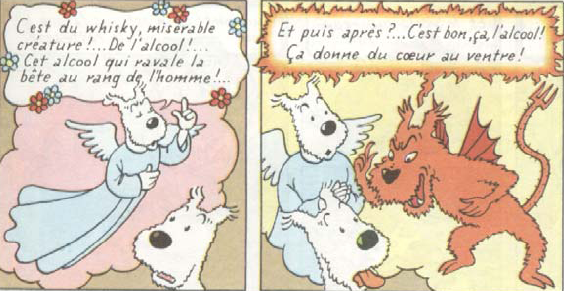 C'est du whisky, misérable
créature!... De l'alcool!...
Cet alcool qui ravale la
bête au rang de l'homme!...
Et puis après?... C'est bon, ça, l'alcool!
Ça donne du cœur au ventre!